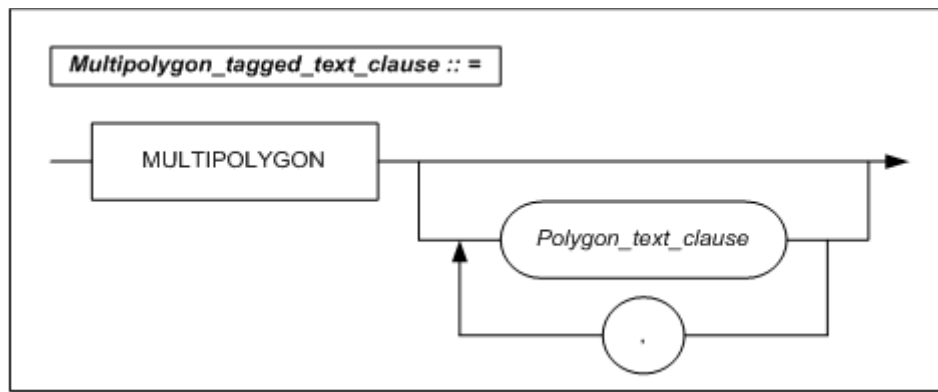 Multipolygon_tagged_text_clause :: =
MULTIPOLYGON
Polygon_text_clause
,